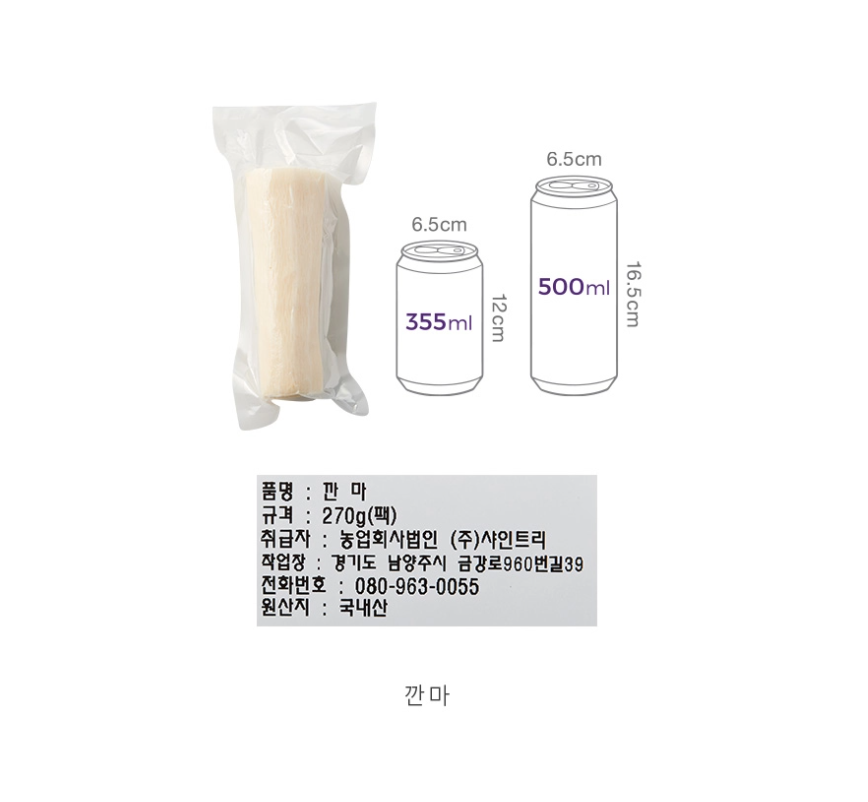 6.5cm
6.5cm
355ml
12cm
500ml
16.5cm
품명 : 깐 마
규격 : 270g(팩)
취급자 : 농업회사법인 (주)샤인트리
작업장 : 경기도 남양주시 금강로960번길39
전화번호 : 080-963-0055
원산지 : 국내산
깐마